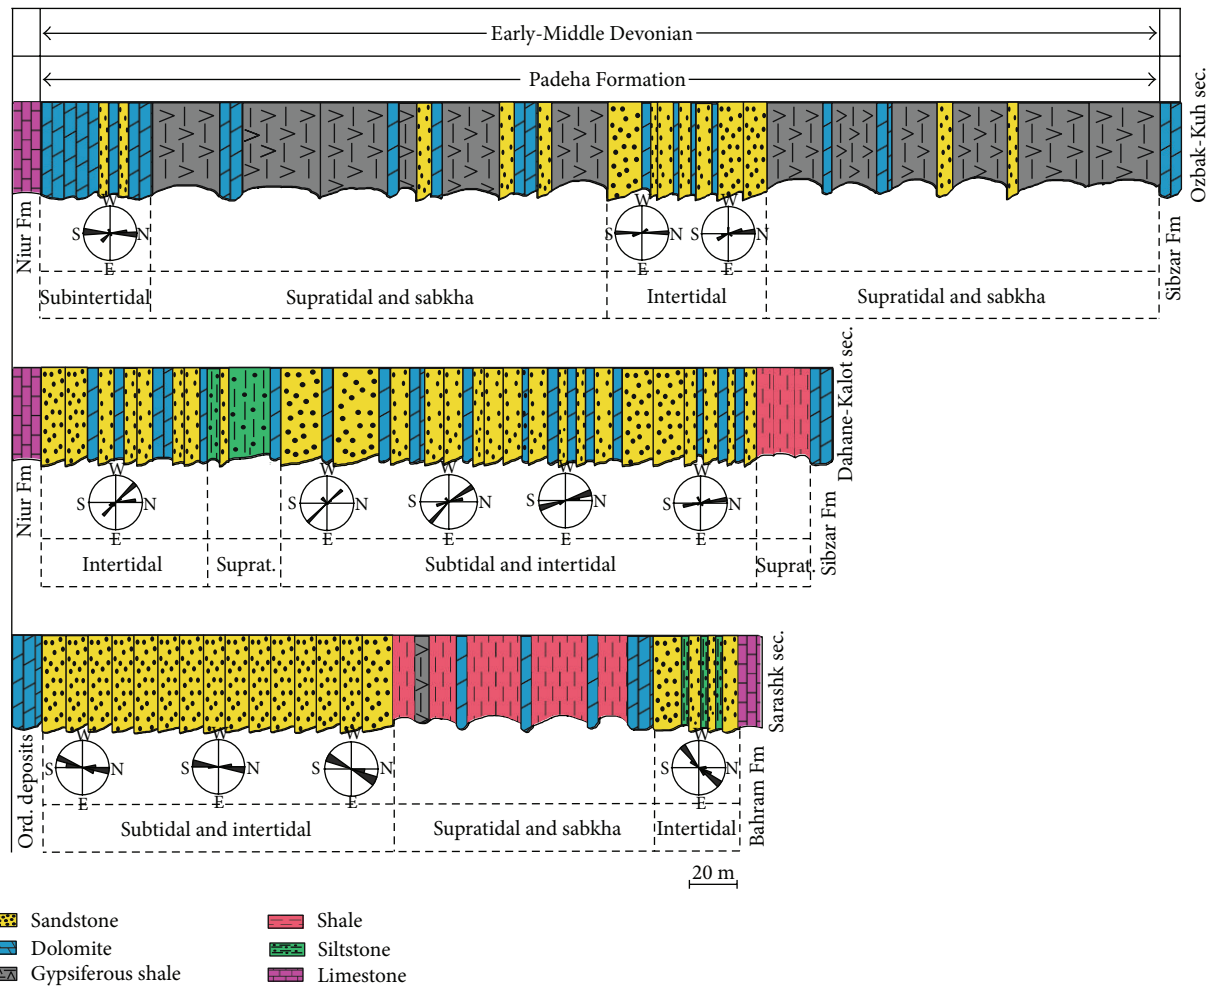 Early-Middle Devonian
Padeha Formation
Ozbak-Kuh sec.
Niur Fm
W
S N
E
W
S N
E
W
S N
E
Sibzar Fm
Subintertidal
Supratidal and sabkha
Intertidal
Supratidal and sabkha
Dahane-Kalot sec.
Niur Fm
W
S N
E
W
S N
E
W
S N
E
W
S N
E
W
S N
E
Sibzar Fm
Intertidal
Suprat.
Subtidal and intertidal
Suprat.
Sarashk sec.
Ord. deposits
W
S N
E
W
S N
E
W
S N
E
W
S N
E
Bahram Fm
Subtidal and intertidal
Supratidal and sabkha
Intertidal
20 m
Sandstone
Dolomite
Gypsiferous shale
Shale
Siltstone
Limestone